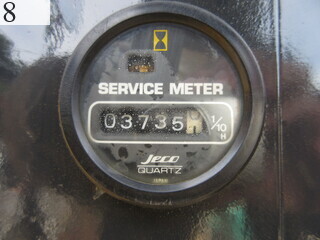 8
SERVICE METER
03735 1/10
H
Jeco
QUARTZ